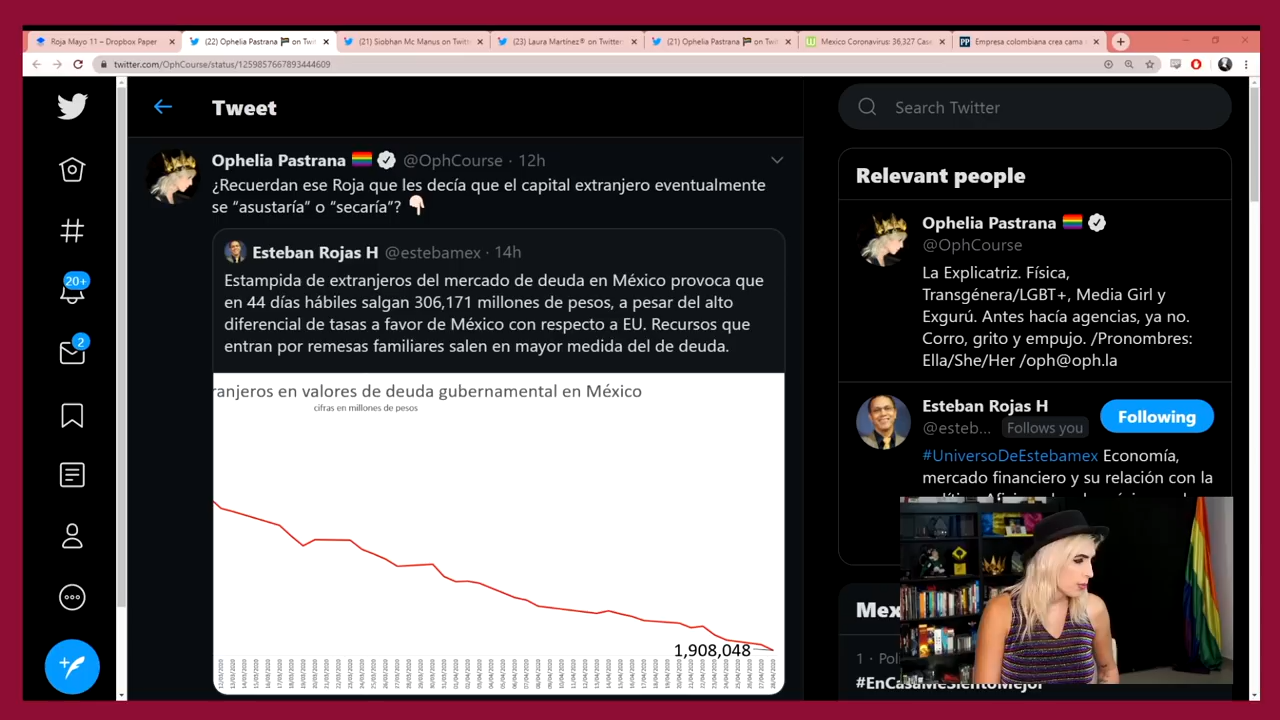 Roja Mayo 11 – Dropbox Paper
(22) Ophelia Pastrana on Twi
(21) Siobhan Mc Manus on Twitt
(23) Laura Martínez® on Twitter
(21) Ophelia Pastrana on Twi
Mexico Coronavirus: 36,327 Case
Empresa colombiana crea cama
twitter.com/OphCourse/status/1259857667893444609
Tweet
Search Twitter
Ophelia Pastrana @OphCourse · 12h
¿Recuerdan ese Roja que les decía que el capital extranjero eventualmente
se “asustaría” o “secaría”?
Esteban Rojas H @estebamex · 14h
Estampida de extranjeros del mercado de deuda en México provoca que
en 44 días hábiles salgan 306,171 millones de pesos, a pesar del alto
diferencial de tasas a favor de México con respecto a EU. Recursos que
entran por remesas familiares salen en mayor medida del de deuda.
ranjeros en valores de deuda gubernamental en México
cifras en millones de pesos
1,908,048
20+
2
Relevant people
Ophelia Pastrana
@OphCourse
La Explicatriz. Física,
Transgénera/LGBT+, Media Girl y
Exgurú. Antes hacía agencias, ya no.
Corro, grito y empujo. /Pronombres:
Ella/She/Her /oph@oph.la
Esteban Rojas H
@esteb... Follows you
Following
#UniversoDeEstebamex Economía,
mercado financiero y su relación con la
Mex
1 · Poli
#EnCasaMeSientoMejor